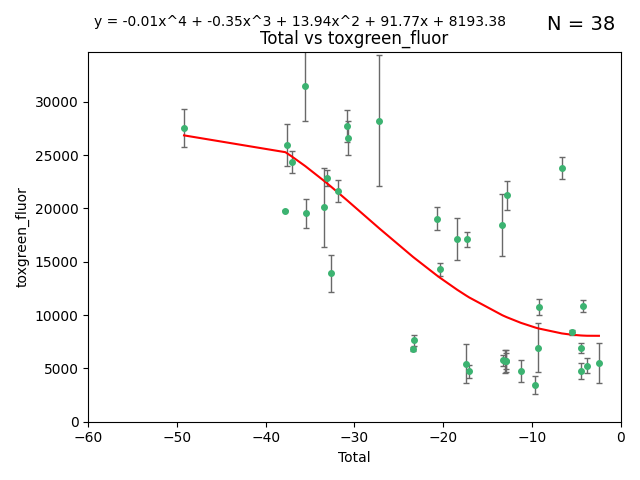 y = -0.01x^4 + -0.35x^3 + 13.94x^2 + 91.77x + 8193.38
N = 38
Total vs toxgreen_fluor
30000
25000
20000
15000
10000
5000
0
toxgreen_fluor
−60
−50
−40
−30
−20
−10
0
Total